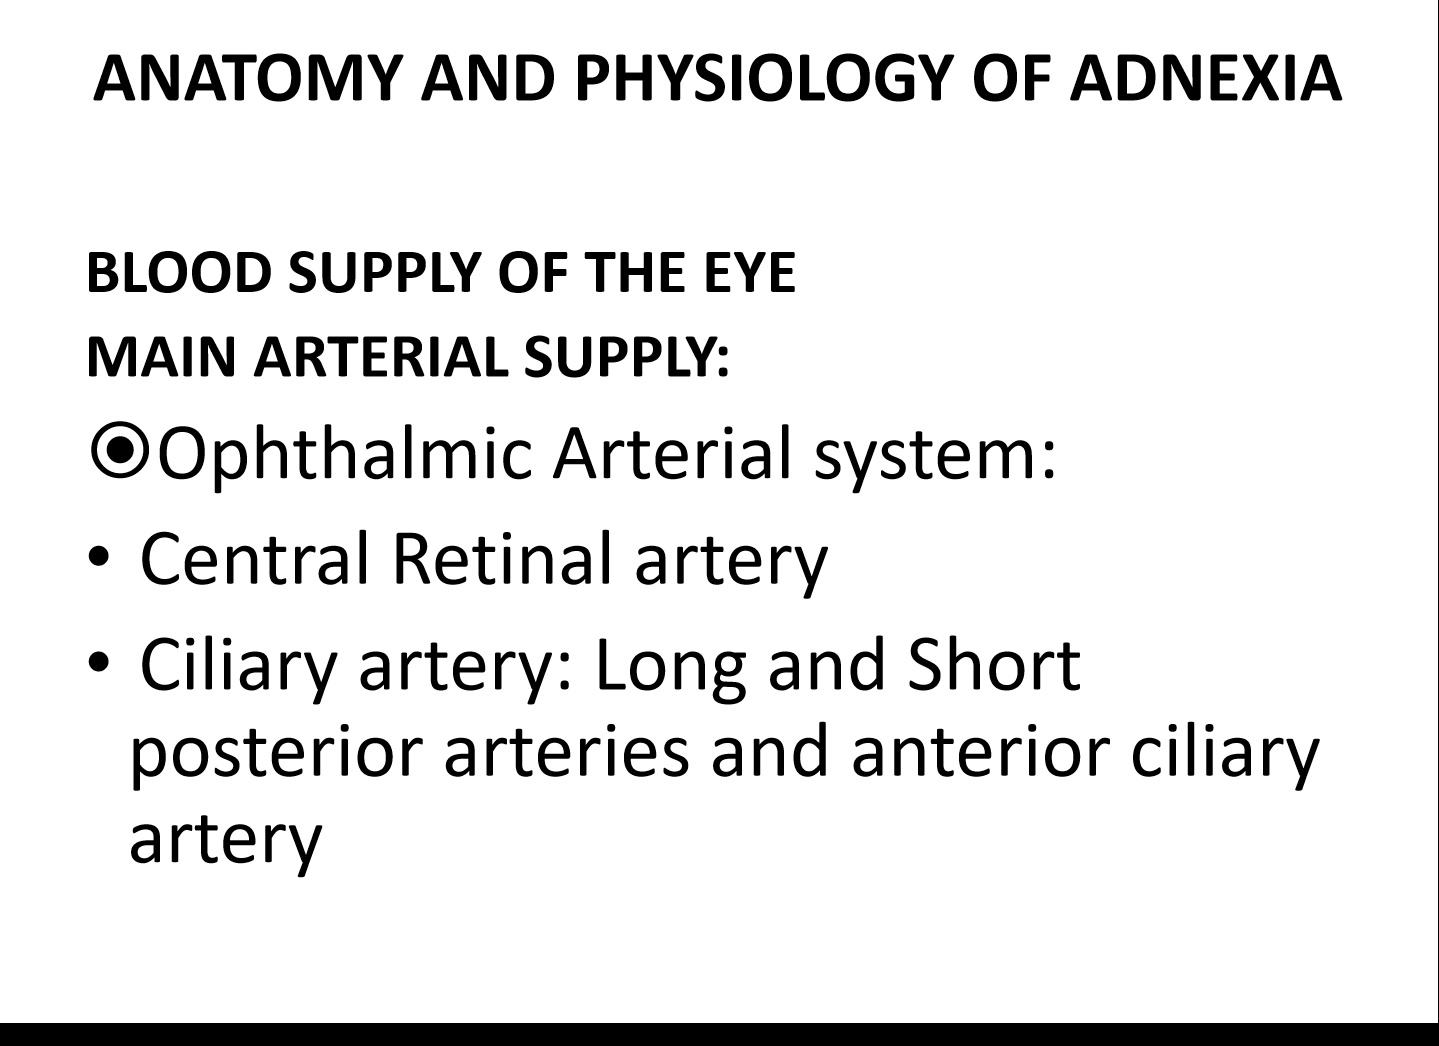 ANATOMY AND PHYSIOLOGY OF ADNEXIA
BLOOD SUPPLY OF THE EYE
MAIN ARTERIAL SUPPLY:
⦿Ophthalmic Arterial system:
• Central Retinal artery
• Ciliary artery: Long and Short
posterior arteries and anterior ciliary
artery